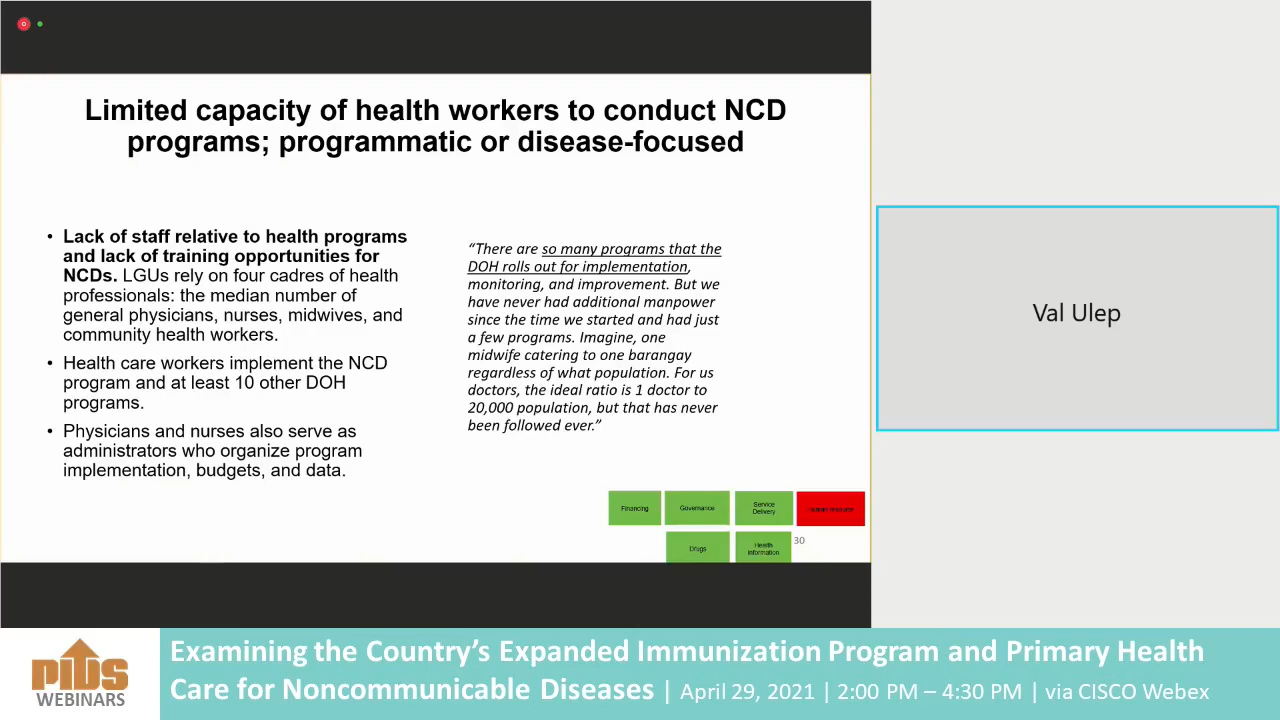 Limited capacity of health workers to conduct NCD
programs; programmatic or disease-focused
• Lack of staff relative to health programs
and lack of training opportunities for
NCDs. LGUs rely on four cadres of health
professionals: the median number of
general physicians, nurses, midwives, and
community health workers.
• Health care workers implement the NCD
program and at least 10 other DOH
programs.
• Physicians and nurses also serve as
administrators who organize program
implementation, budgets, and data.
“There are so many programs that the
DOH rolls out for implementation,
monitoring, and improvement. But we
have never had additional manpower
since the time we started and had just
a few programs. Imagine, one
midwife catering to one barangay
regardless of what population. For us
doctors, the ideal ratio is 1 doctor to
20,000 population, but that has never
been followed ever.”
Financing
Governance
Service
Delivery
Human resource
Drugs
Health
Information
30
Val Ulep
PIDS
WEBINARS
Examining the Country’s Expanded Immunization Program and Primary Health
Care for Noncommunicable Diseases | April 29, 2021 | 2:00 PM – 4:30 PM | via CISCO Webex